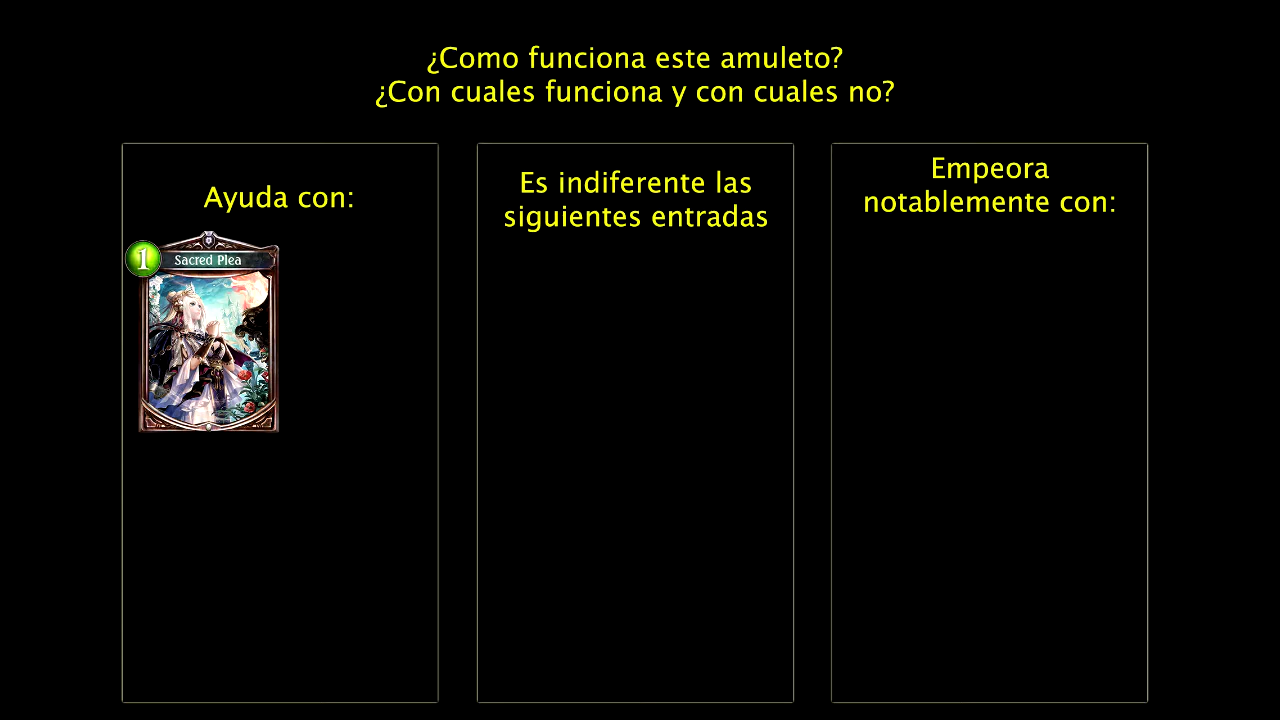 ¿Como funciona este amuleto?
¿Con cuales funciona y con cuales no?
Ayuda con:
Es indiferente las
siguientes entradas
Empeora
notablemente con:
1
Sacred Plea